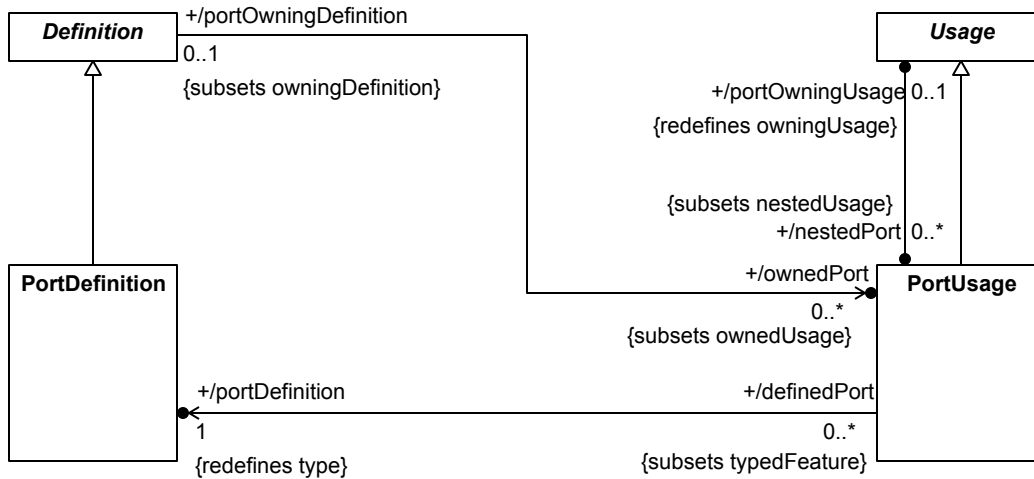 +/portOwningDefinition
Definition
Usage
0..1
{subsets owningDefinition}
+/portOwningUsage 0..1
{redefines owningUsage}
{subsets nestedUsage}
+/nestedPort 0..*
PortDefinition
+/ownedPort
PortUsage
0..*
{subsets ownedUsage}
+/portDefinition
+/definedPort
1
0..*
{redefines type}
{subsets typedFeature}